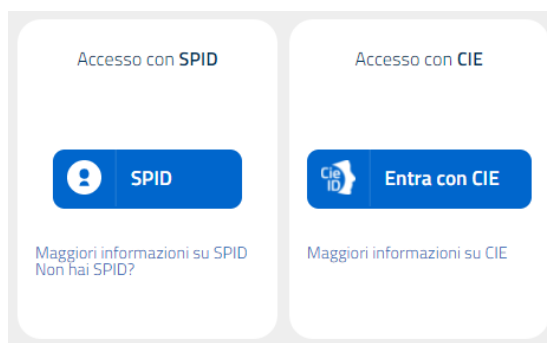 Accesso con SPID
SPID
Maggiori informazioni su SPID
Non hai SPID?
Accesso con CIE
Cie
ID
Entra con CIE
Maggiori informazioni su CIE